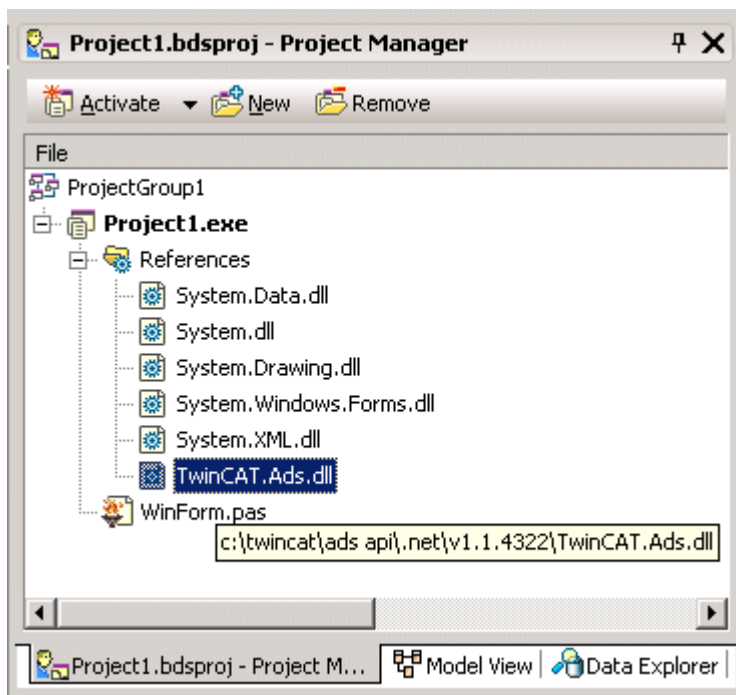 Project1.bdsproj - Project Manager
Activate New Remove
File
ProjectGroup1
Project1.exe
References
System.Data.dll
System.dll
System.Drawing.dll
System.Windows.Forms.dll
System.XML.dll
TwinCAT.Ads.dll
WinForm.pas
c:\twincat\ads api\.net\v1.1.4322\TwinCAT.Ads.dll
Project1.bdsproj - Project M... Model View Data Explorer